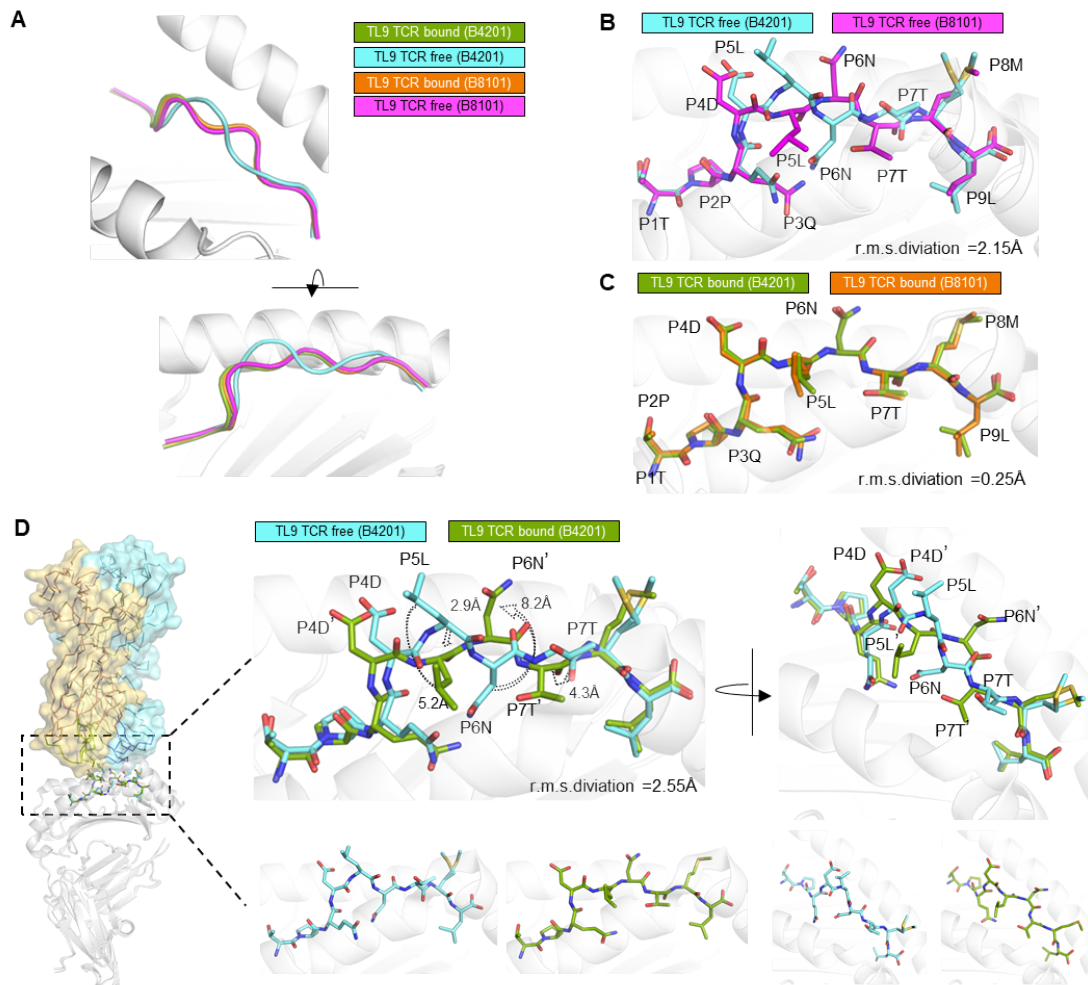 A
TL9 TCR bound (B4201)
TL9 TCR free (B4201)
TL9 TCR bound (B8101)
TL9 TCR free (B8101)
B
TL9 TCR free (B4201)
TL9 TCR free (B8101)
P5L
P6N
P8M
P4D
P7T
P5L
P6N
P7T
P2P
P1T
P3Q
P9L
r.m.s.diviation =2.15Å
C
TL9 TCR bound (B4201)
TL9 TCR bound (B8101)
P6N
P4D
P8M
P5L
P7T
P2P
P3Q
P9L
P1T
r.m.s.diviation =0.25Å
D
TL9 TCR free (B4201)
TL9 TCR bound (B4201)
P5L
P6N'
P4D
2.9Å
8.2Å
P4D'
P7T
5.2Å
4.3Å
P6N
P7T'
r.m.s.diviation =2.55Å
P4D
P4D'
P5L
P6N'
P5L'
P6N
P7T
P7T'